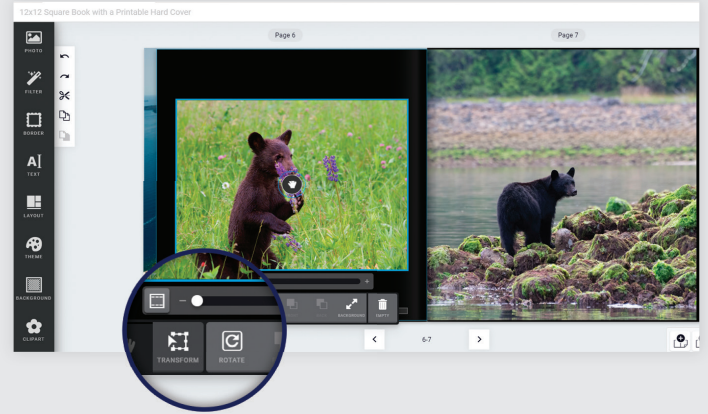 12x12 Square Book with a Printable Hard Cover
Page 6
Page 7
PHOTO
FILTER
BORDER
TEXT
LAYOUT
THEME
BACKGROUND
CLIPART
BACKGROUND
EMPTY
TRANSFORM
ROTATE
6-7